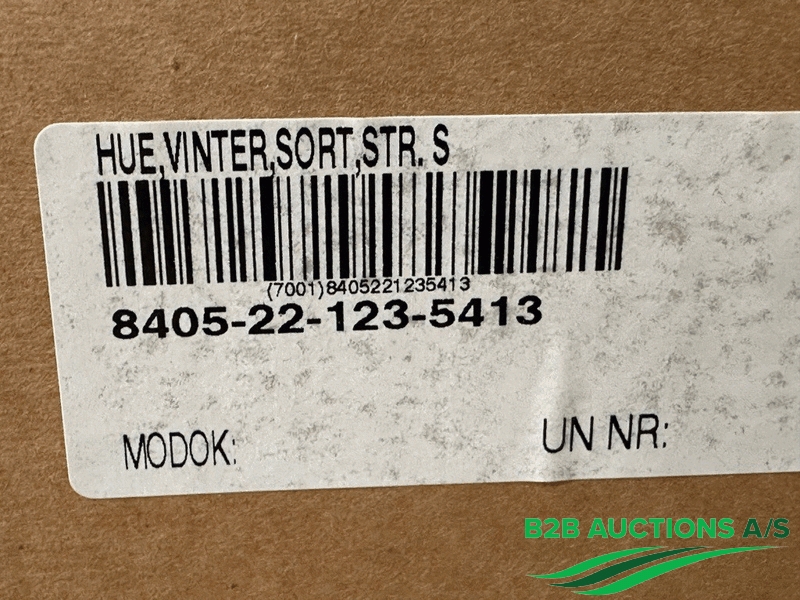 HUE,VINTER,SORT,STR. S
(7001)8405221235413
8405-22-123-5413
MODOK:
UN NR:
B2B AUCTIONS A/S